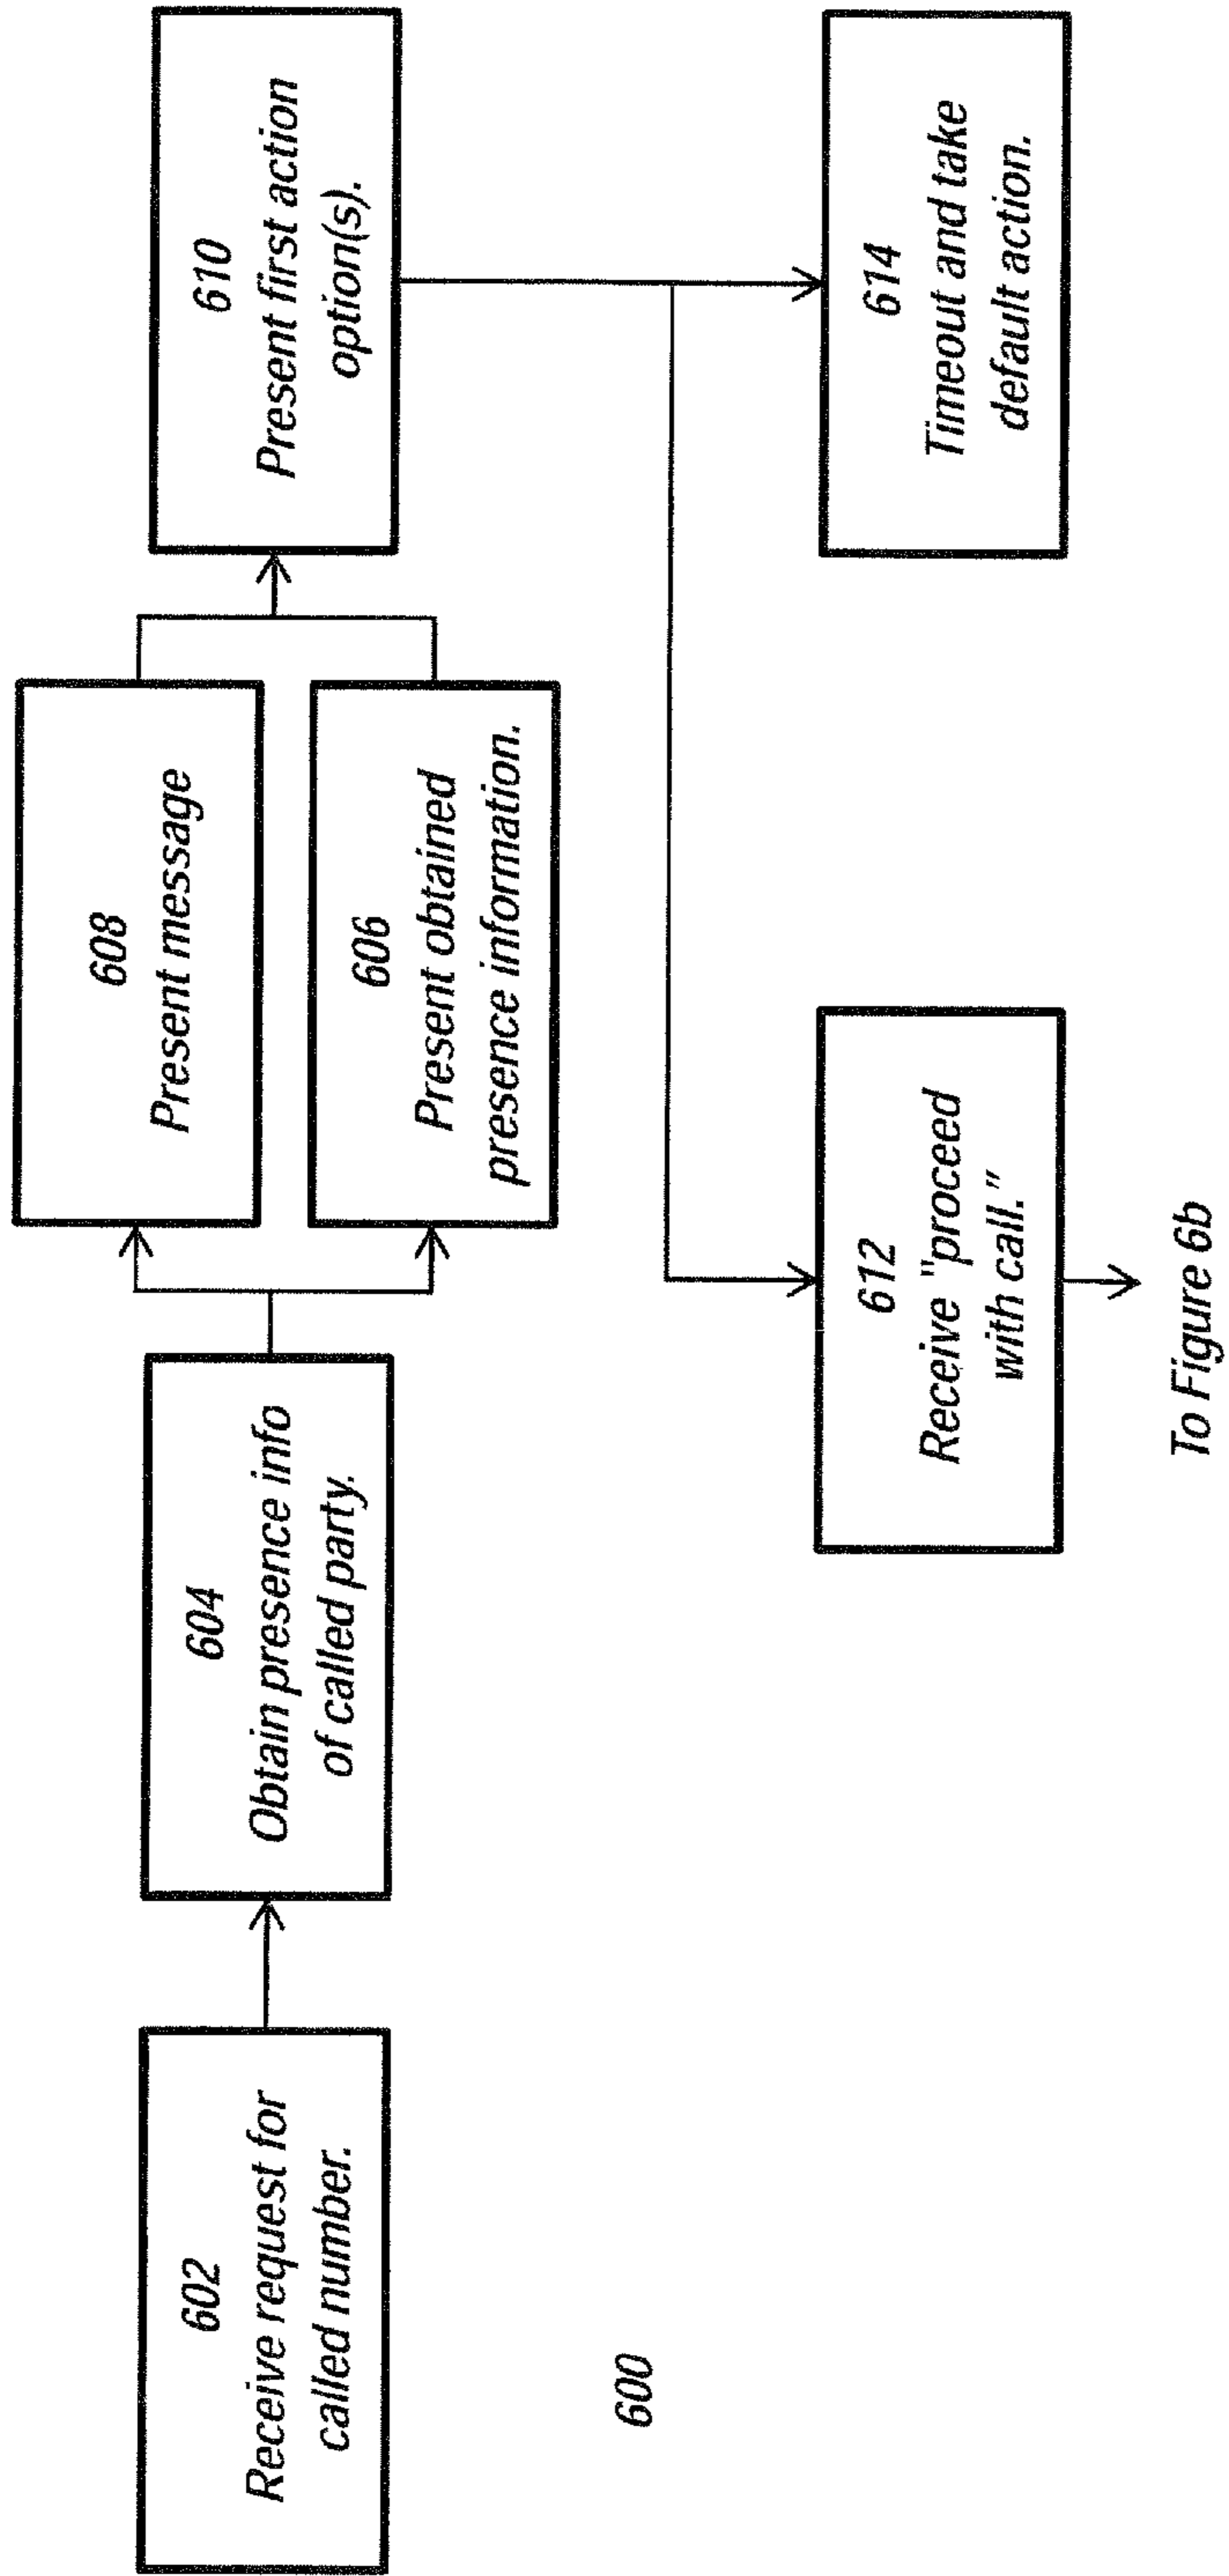 602
Receive request for
called number.
604
Obtain presence info
of called party.
608
Present message
606
Present obtained
presence information.
610
Present first action
option(s).
612
Receive "proceed
with call."
614
Timeout and take
default action.
600
To Figure 6b